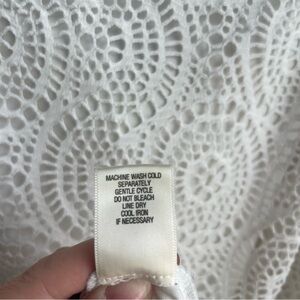 MACHINE WASH COLD
SEPARATELY
GENTLE CYCLE
DO NOT BLEACH
LINE DRY
COOL IRON
IF NECESSARY